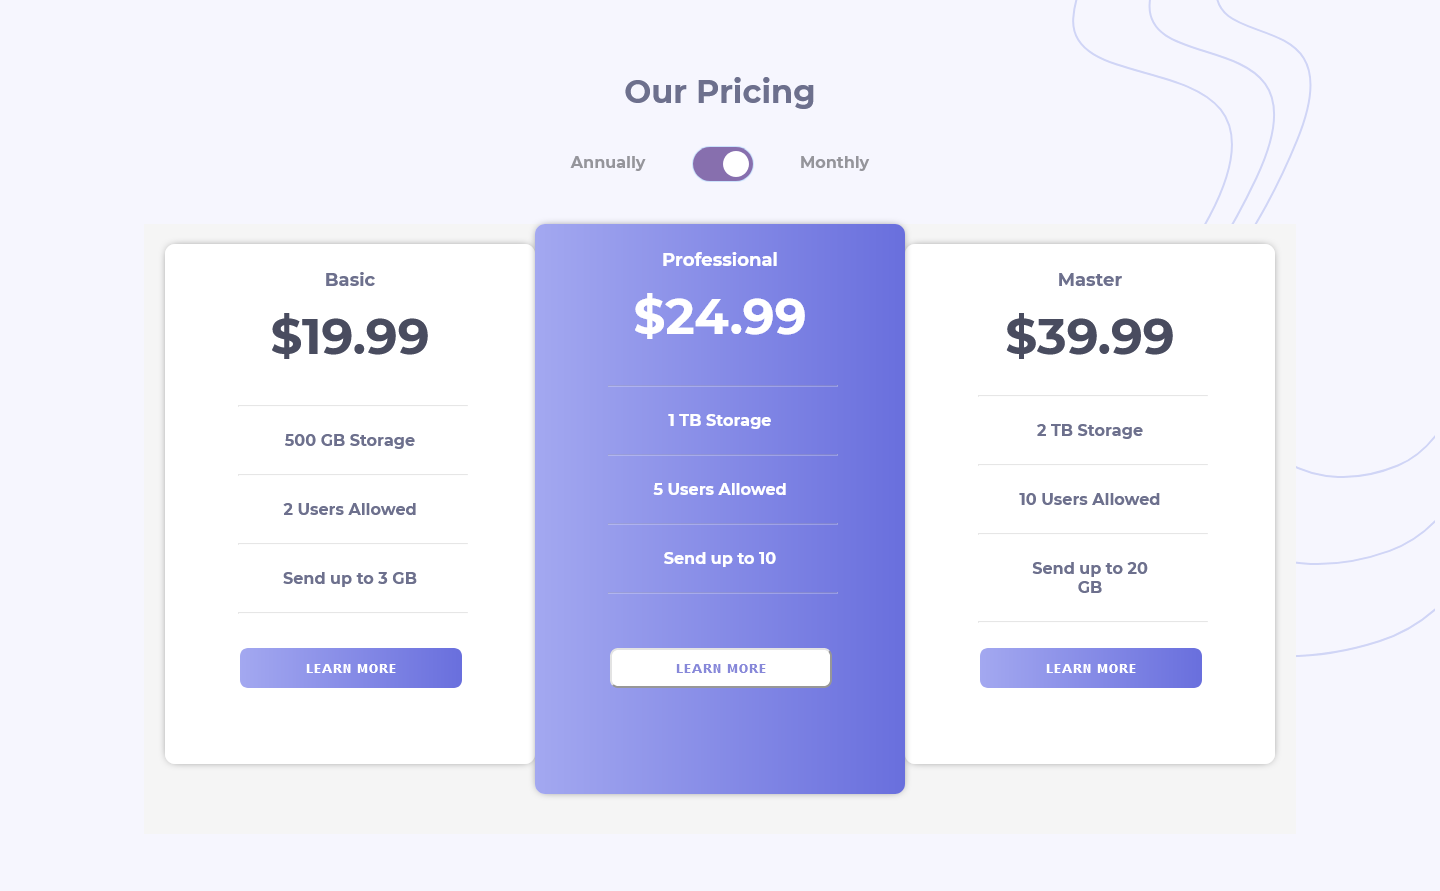 Our Pricing
Annually
Monthly
Basic
$19.99
500 GB Storage
2 Users Allowed
Send up to 3 GB
LEARN MORE
Professional
$24.99
1 TB Storage
5 Users Allowed
Send up to 10
LEARN MORE
Master
$39.99
2 TB Storage
10 Users Allowed
Send up to 20
GB
LEARN MORE